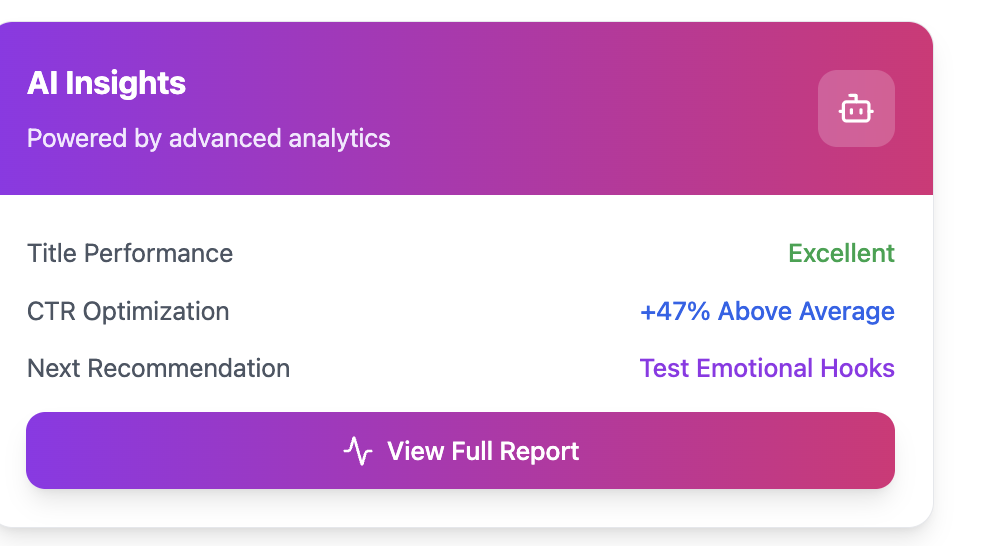 AI Insights
Powered by advanced analytics
Title Performance Excellent
CTR Optimization +47% Above Average
Next Recommendation Test Emotional Hooks
View Full Report